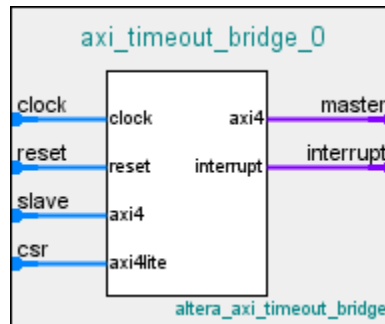 axi_timeout_bridge_0
clock clock axi4 master
reset reset interrupt interrupt
slave axi4
csr axi4lite
altera_axi_timeout_bridge